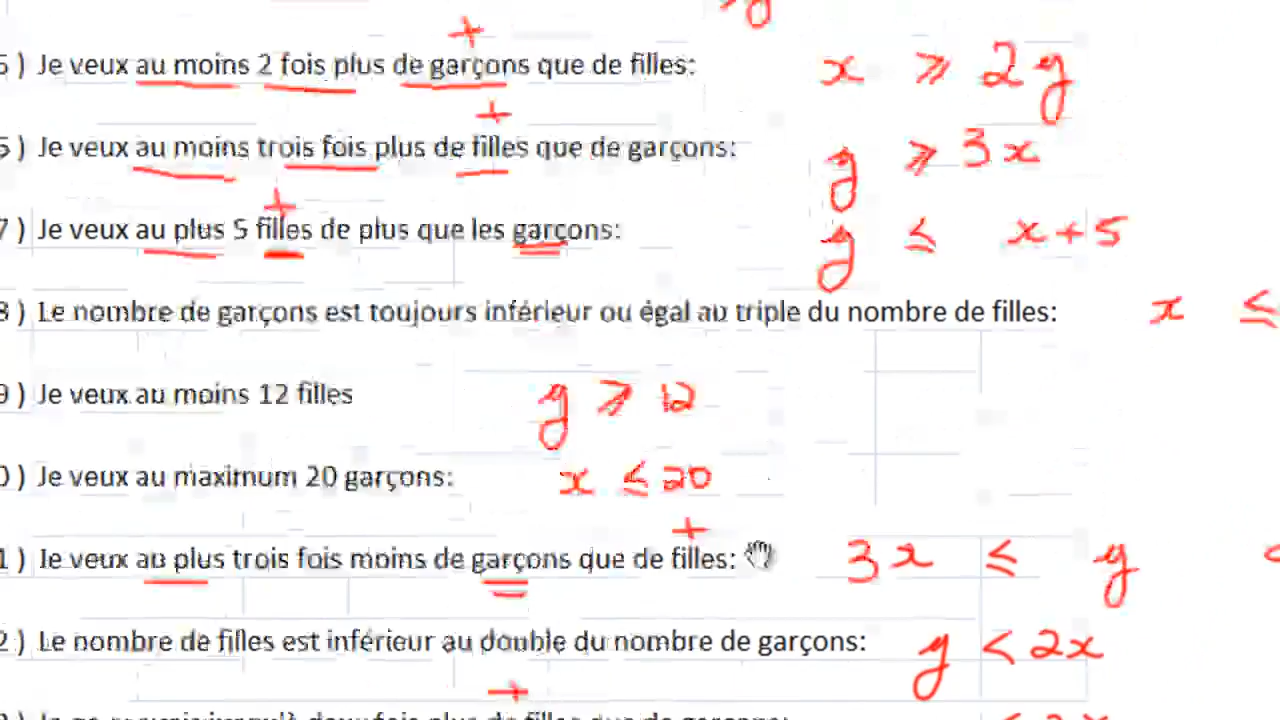 y
+
5 ) Je veux au moins 2 fois plus de garçons que de filles: x ⩾ 2y
+
6 ) Je veux au moins trois fois plus de filles que de garçons: y ⩾ 3x
+
7 ) Je veux au plus 5 filles de plus que les garçons: y ≤ x+5
8 ) Le nombre de garçons est toujours inférieur ou égal au triple du nombre de filles: x ≤
9 ) Je veux au moins 12 filles y ⩾ 12
0 ) Je veux au maximum 20 garçons: x ≤ 20
+
1 ) Je veux au plus trois fois moins de garçons que de filles: 3x ≤ y
2 ) Le nombre de filles est inférieur au double du nombre de garçons: y < 2x
+